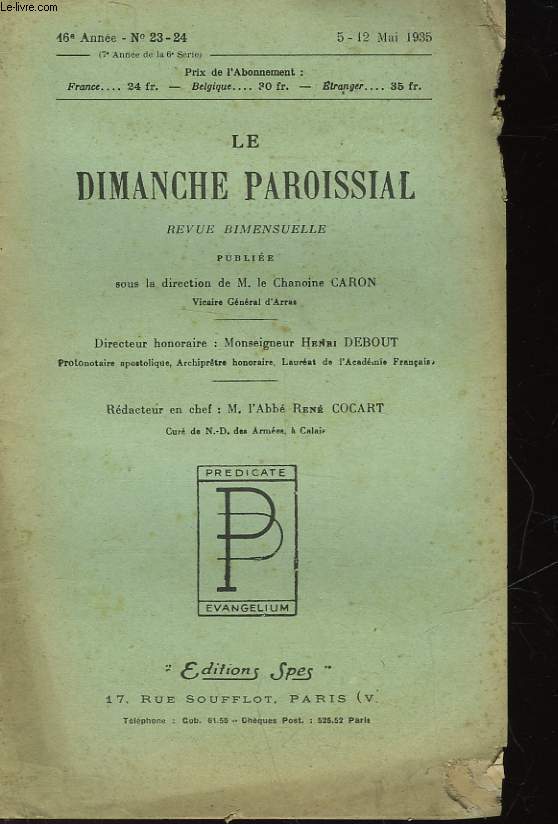 Le-livre.com
16e Année - No 23-24 5-12 Mai 1935
(7e Année de la 6e Série)
Prix de l'Abonnement :
France.... 24 fr. — Belgique.... 30 fr. — Étranger.... 35 fr.
LE
DIMANCHE PAROISSIAL
REVUE BIMENSUELLE
PUBLIÉE
sous la direction de M. le Chanoine CARON
Vicaire Général d'Arras
Directeur honoraire : Monseigneur HENRI DEBOUT
Protonotaire apostolique, Archiprêtre honoraire, Lauréat de l'Académie Français
Rédacteur en chef : M. l'Abbé RENÉ COCART
Curé de N.-D. des Armées, à Calais
PREDICATE
PP
EVANGELIUM
" Editions Spes "
17, RUE SOUFFLOT, PARIS (V
Téléphone : Gob. 61.55 - Chèques Post. : 525.52 Paris